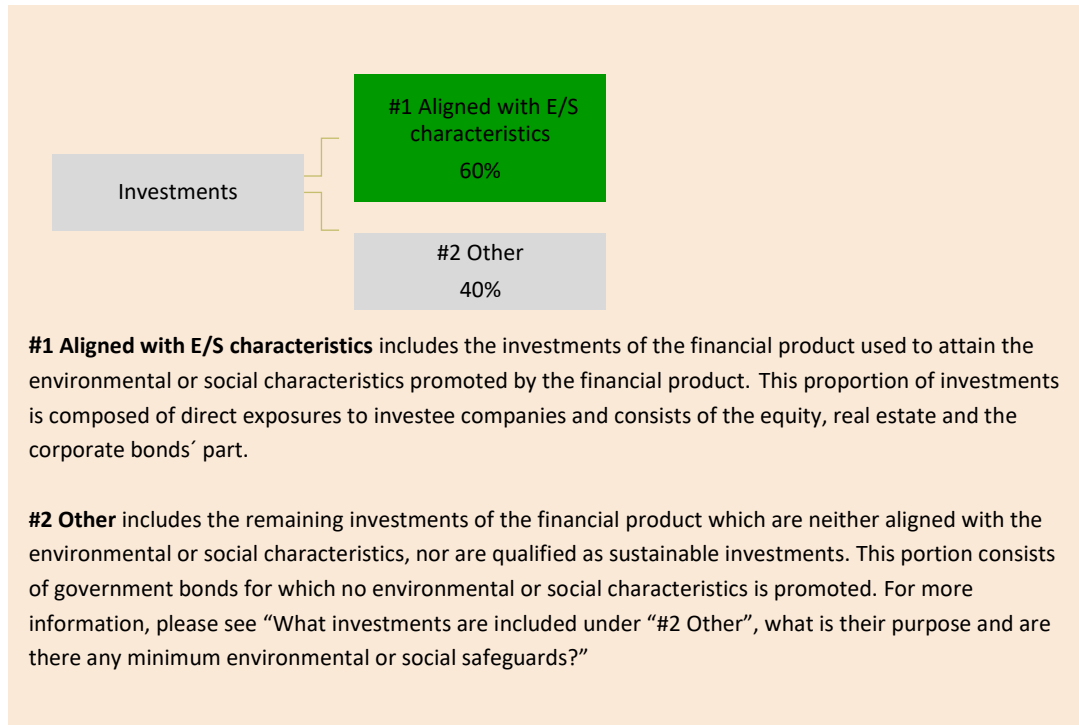 #1 Aligned with E/S
characteristics
60%
Investments
#2 Other
40%
#1 Aligned with E/S characteristics includes the investments of the financial product used to attain the
environmental or social characteristics promoted by the financial product. This proportion of investments
is composed of direct exposures to investee companies and consists of the equity, real estate and the
corporate bonds´ part.
#2 Other includes the remaining investments of the financial product which are neither aligned with the
environmental or social characteristics, nor are qualified as sustainable investments. This portion consists
of government bonds for which no environmental or social characteristics is promoted. For more
information, please see “What investments are included under “#2 Other”, what is their purpose and are
there any minimum environmental or social safeguards?”